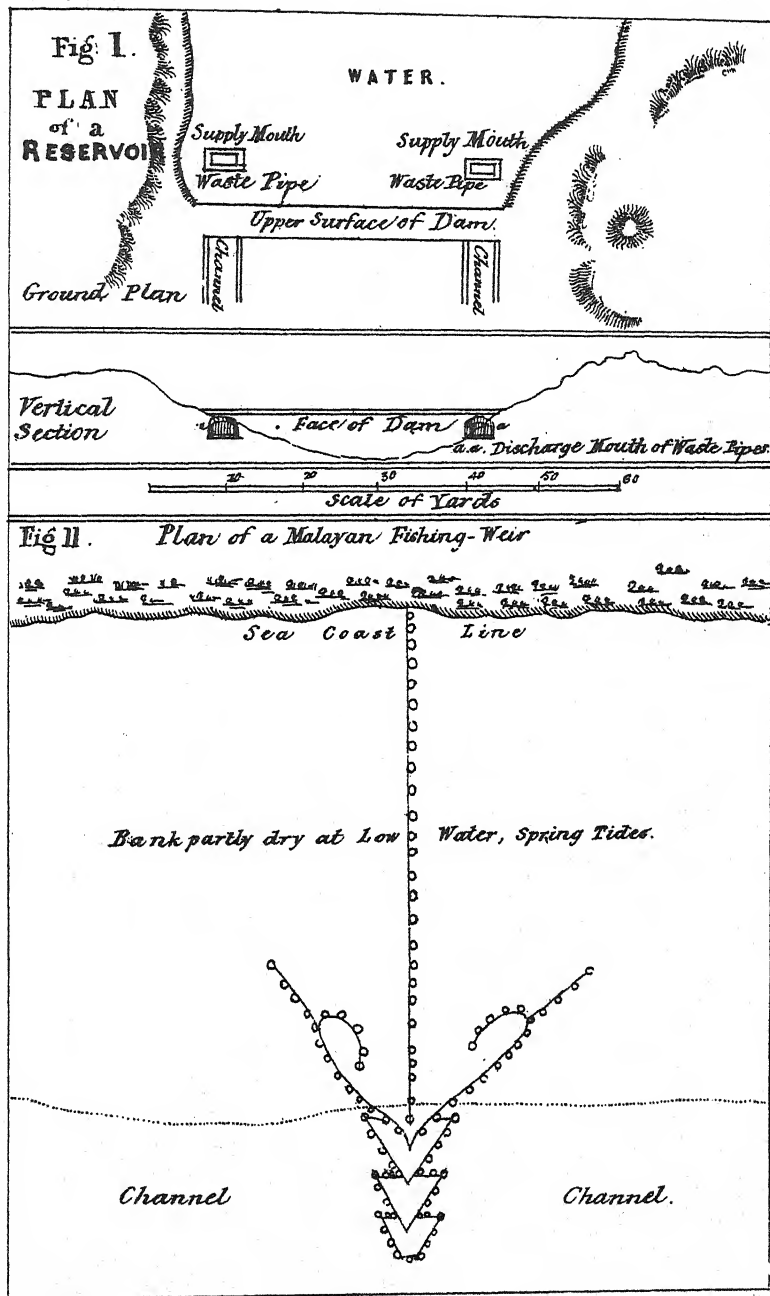 Fig I.
PLAN
of a
RESERVOIR
WATER.
Supply Mouth
Waste Pipe
Supply Mouth
Waste Pipe
Upper Surface of Dam.
Channel
Channel
Ground Plan
Vertical
Section
a
Face of Dam
a
a.a. Discharge Mouth of Waste Pipes.
10 20 30 40 50 60
Scale of Yards
Fig II. Plan of a Malayan Fishing-Weir
Sea Coast Line
Bank partly dry at Low Water, Spring Tides.
Channel Channel.